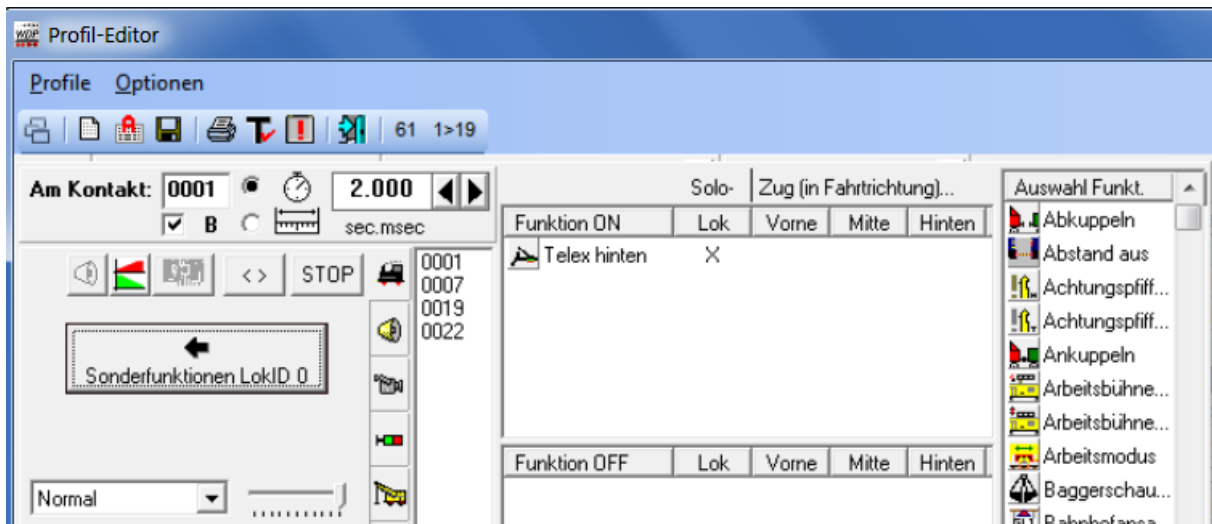 WDP Profil-Editor
Profile Optionen
61 1>19
Am Kontakt: 0001 2.000
B sec.msec
< > STOP
Sonderfunktionen LokID 0
Normal
0001
0007
0019
0022
Solo- Zug (in Fahrtrichtung)...
Funktion ON Lok Vorne Mitte Hinten
Telex hinten X
Funktion OFF Lok Vorne Mitte Hinten
Auswahl Funkt.
Abkuppeln
Abstand aus
Achtungspfiff...
Achtungspfiff...
Ankuppeln
Arbeitsbühne...
Arbeitsbühne...
Arbeitsmodus
Baggerschau...
Bahnhofansa...